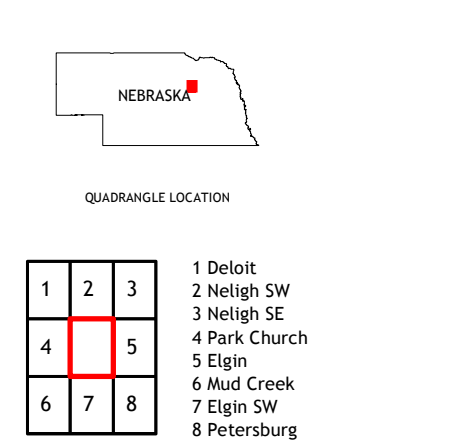 NEBRASKA
QUADRANGLE LOCATION
1 2 3
4 5
6 7 8
1 Deloit
2 Neligh SW
3 Neligh SE
4 Park Church
5 Elgin
6 Mud Creek
7 Elgin SW
8 Petersburg